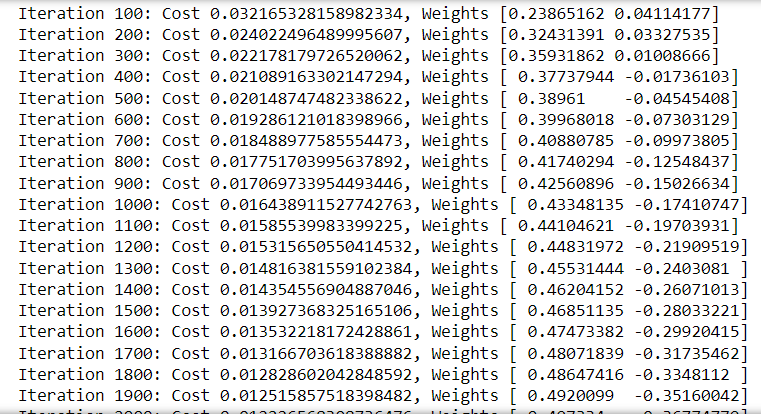 Iteration 100: Cost 0.032165328158982334, Weights [0.23865162 0.04114177]
Iteration 200: Cost 0.024022496489995607, Weights [0.32431391 0.03327535]
Iteration 300: Cost 0.022178179726520062, Weights [0.35931862 0.01008666]
Iteration 400: Cost 0.021089163302147294, Weights [ 0.37737944 -0.01736103]
Iteration 500: Cost 0.020148747482338622, Weights [ 0.38961    -0.04545408]
Iteration 600: Cost 0.019286121018398966, Weights [ 0.39968018 -0.07303129]
Iteration 700: Cost 0.018488977585554473, Weights [ 0.40880785 -0.09973805]
Iteration 800: Cost 0.017751703995637892, Weights [ 0.41740294 -0.12548437]
Iteration 900: Cost 0.017069733954493446, Weights [ 0.42560896 -0.15026634]
Iteration 1000: Cost 0.016438911527742763, Weights [ 0.43348135 -0.17410747]
Iteration 1100: Cost 0.01585539983399225, Weights [ 0.44104621 -0.19703931]
Iteration 1200: Cost 0.015315650550414532, Weights [ 0.44831972 -0.21909519]
Iteration 1300: Cost 0.014816381559102384, Weights [ 0.45531444 -0.2403081 ]
Iteration 1400: Cost 0.014354556904887046, Weights [ 0.46204152 -0.26071013]
Iteration 1500: Cost 0.013927368325165106, Weights [ 0.46851135 -0.28033221]
Iteration 1600: Cost 0.013532218172428861, Weights [ 0.47473382 -0.29920415]
Iteration 1700: Cost 0.013166703618388882, Weights [ 0.48071839 -0.31735462]
Iteration 1800: Cost 0.012828602042848592, Weights [ 0.48647416 -0.3348112 ]
Iteration 1900: Cost 0.012515857518398482, Weights [ 0.4920099  -0.35160042]